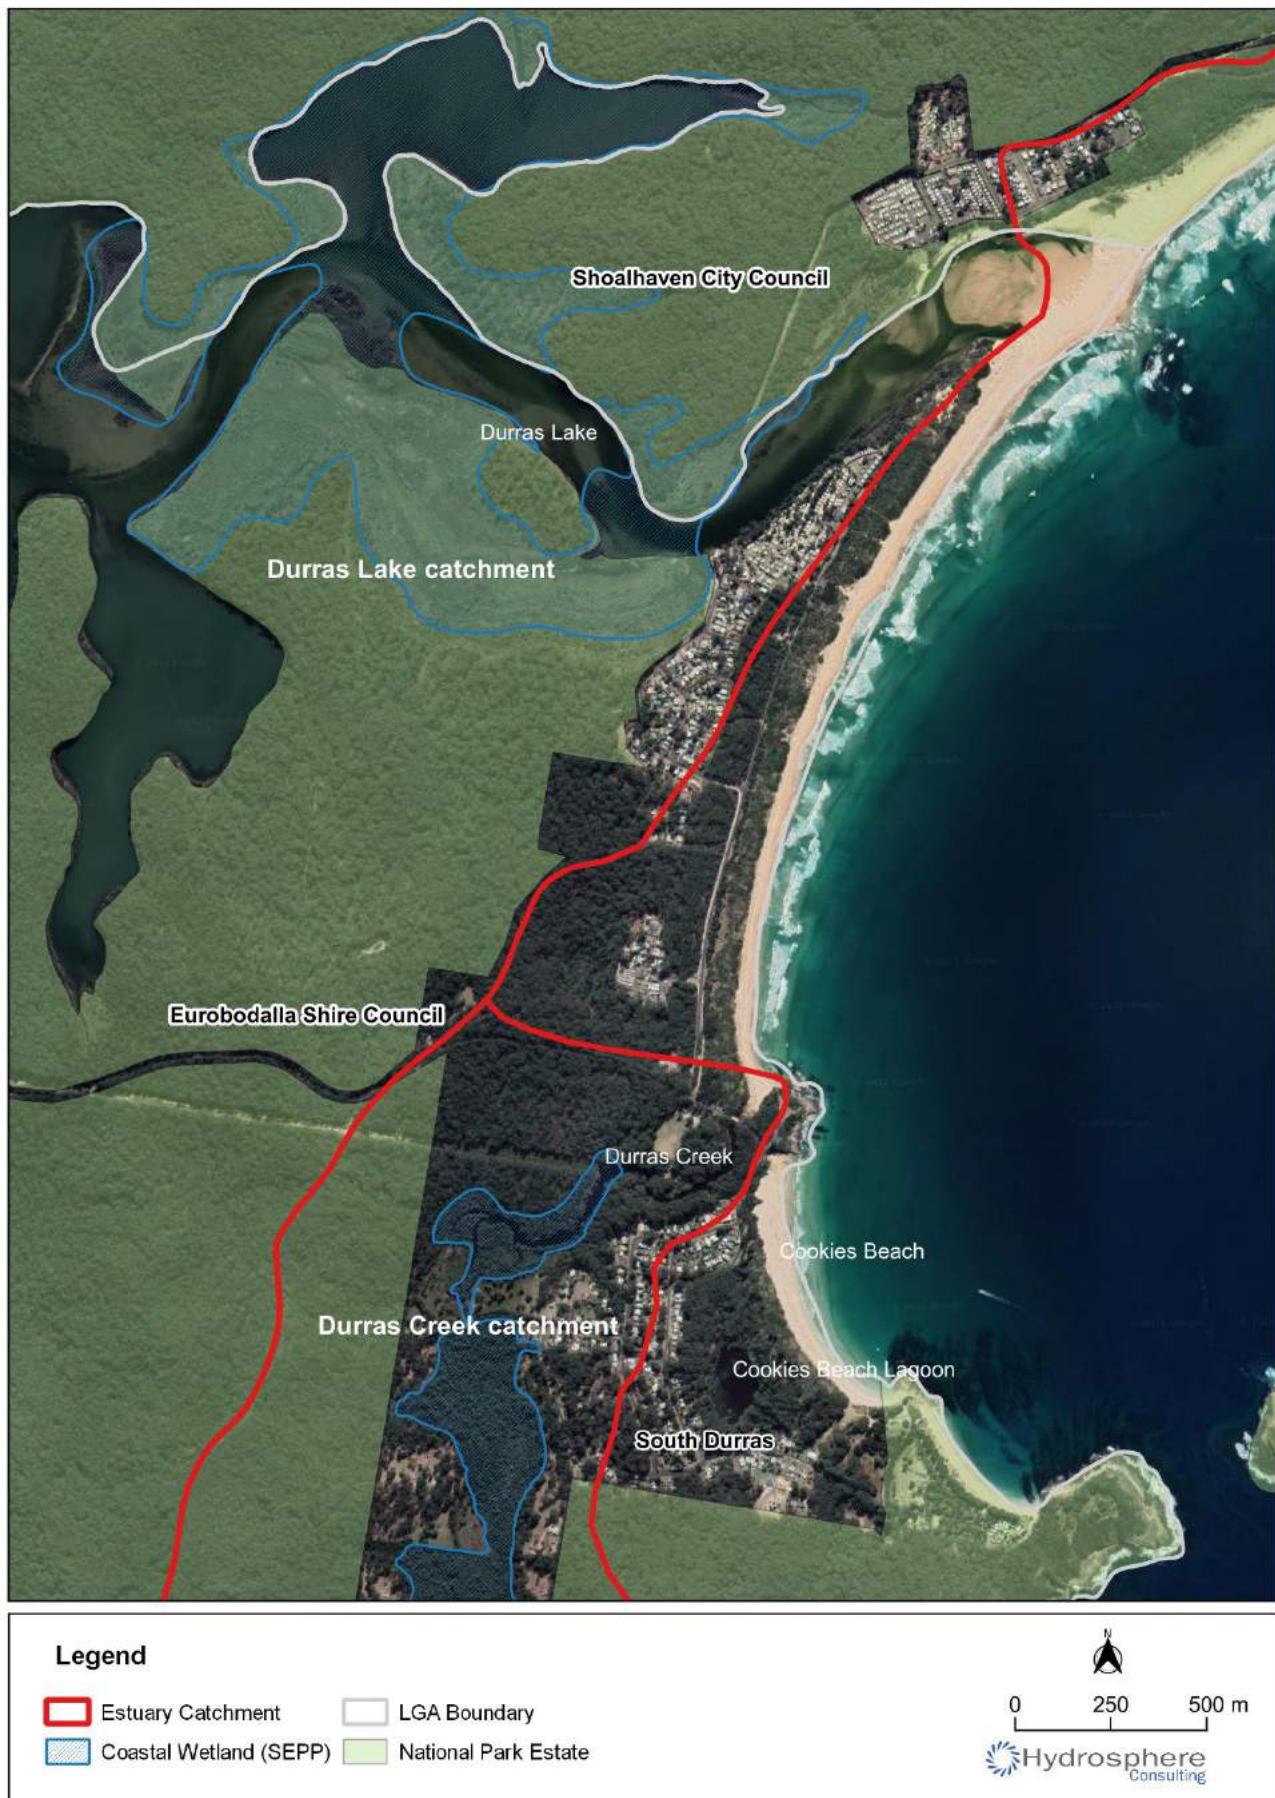 Shoalhaven City Council
Durras Lake
Durras Lake catchment
Eurobodalla Shire Council
Durras Creek
Cookies Beach
Durras Creek catchment
Cookies Beach Lagoon
South Durras
Legend
Estuary Catchment
LGA Boundary
Coastal Wetland (SEPP)
National Park Estate
N
0 250 500 m
Hydrosphere
Consulting